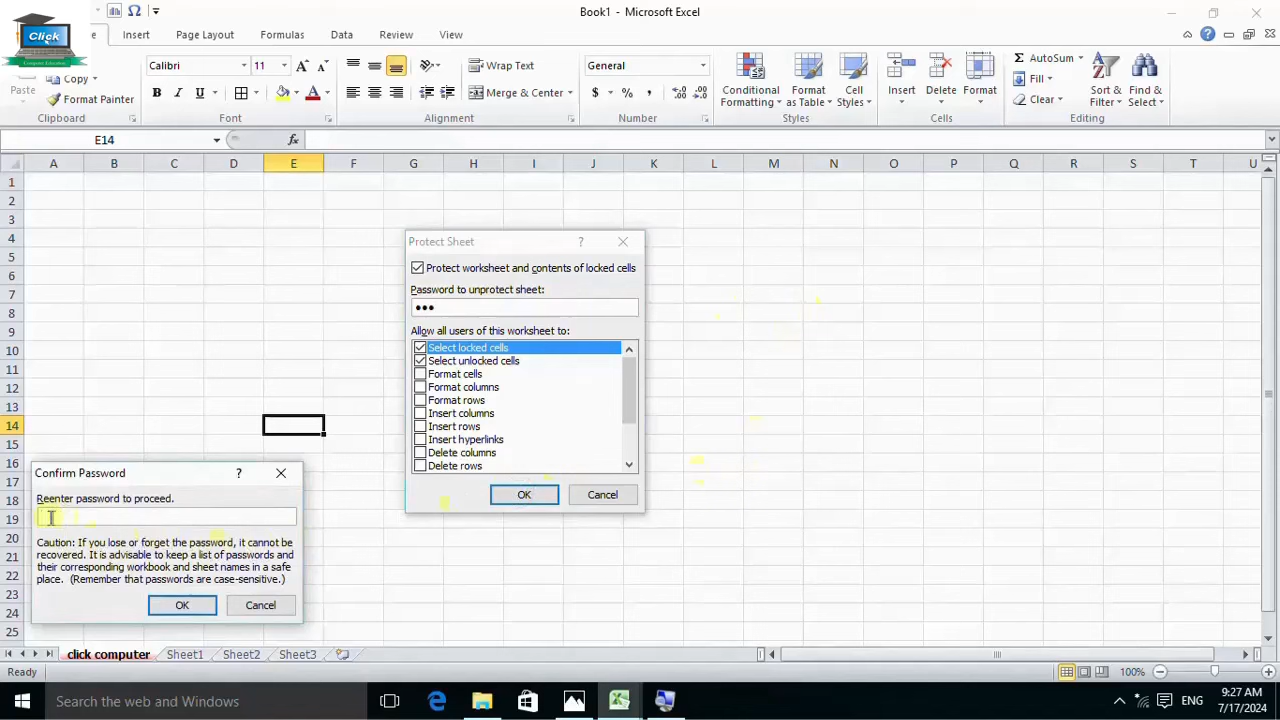 Book1 - Microsoft Excel
Click
Computer Education
Insert
Page Layout
Formulas
Data
Review
View
Paste
Copy
Format Painter
Clipboard
Calibri
11
B I U
Font
Wrap Text
Merge & Center
Alignment
General
$ % ,
Number
Conditional Formatting
Format as Table
Cell Styles
Styles
Insert
Delete
Format
Cells
AutoSum
Fill
Clear
Sort & Filter
Find & Select
Editing
E14
fx
A B C D E F G H I J K L M N O P Q R S T U
1
2
3
4
5
6
7
8
9
10
11
12
13
14
15
16
17
18
19
20
21
22
23
24
25
Protect Sheet
?
Protect worksheet and contents of locked cells
Password to unprotect sheet:
•••
Allow all users of this worksheet to:
Select locked cells
Select unlocked cells
Format cells
Format columns
Format rows
Insert columns
Insert rows
Insert hyperlinks
Delete columns
Delete rows
OK
Cancel
Confirm Password
?
Reenter password to proceed.
Caution: If you lose or forget the password, it cannot be
recovered. It is advisable to keep a list of passwords and
their corresponding workbook and sheet names in a safe
place. (Remember that passwords are case-sensitive.)
OK
Cancel
click computer
Sheet1
Sheet2
Sheet3
Ready
100%
Search the web and Windows
ENG
9:27 AM
7/17/2024